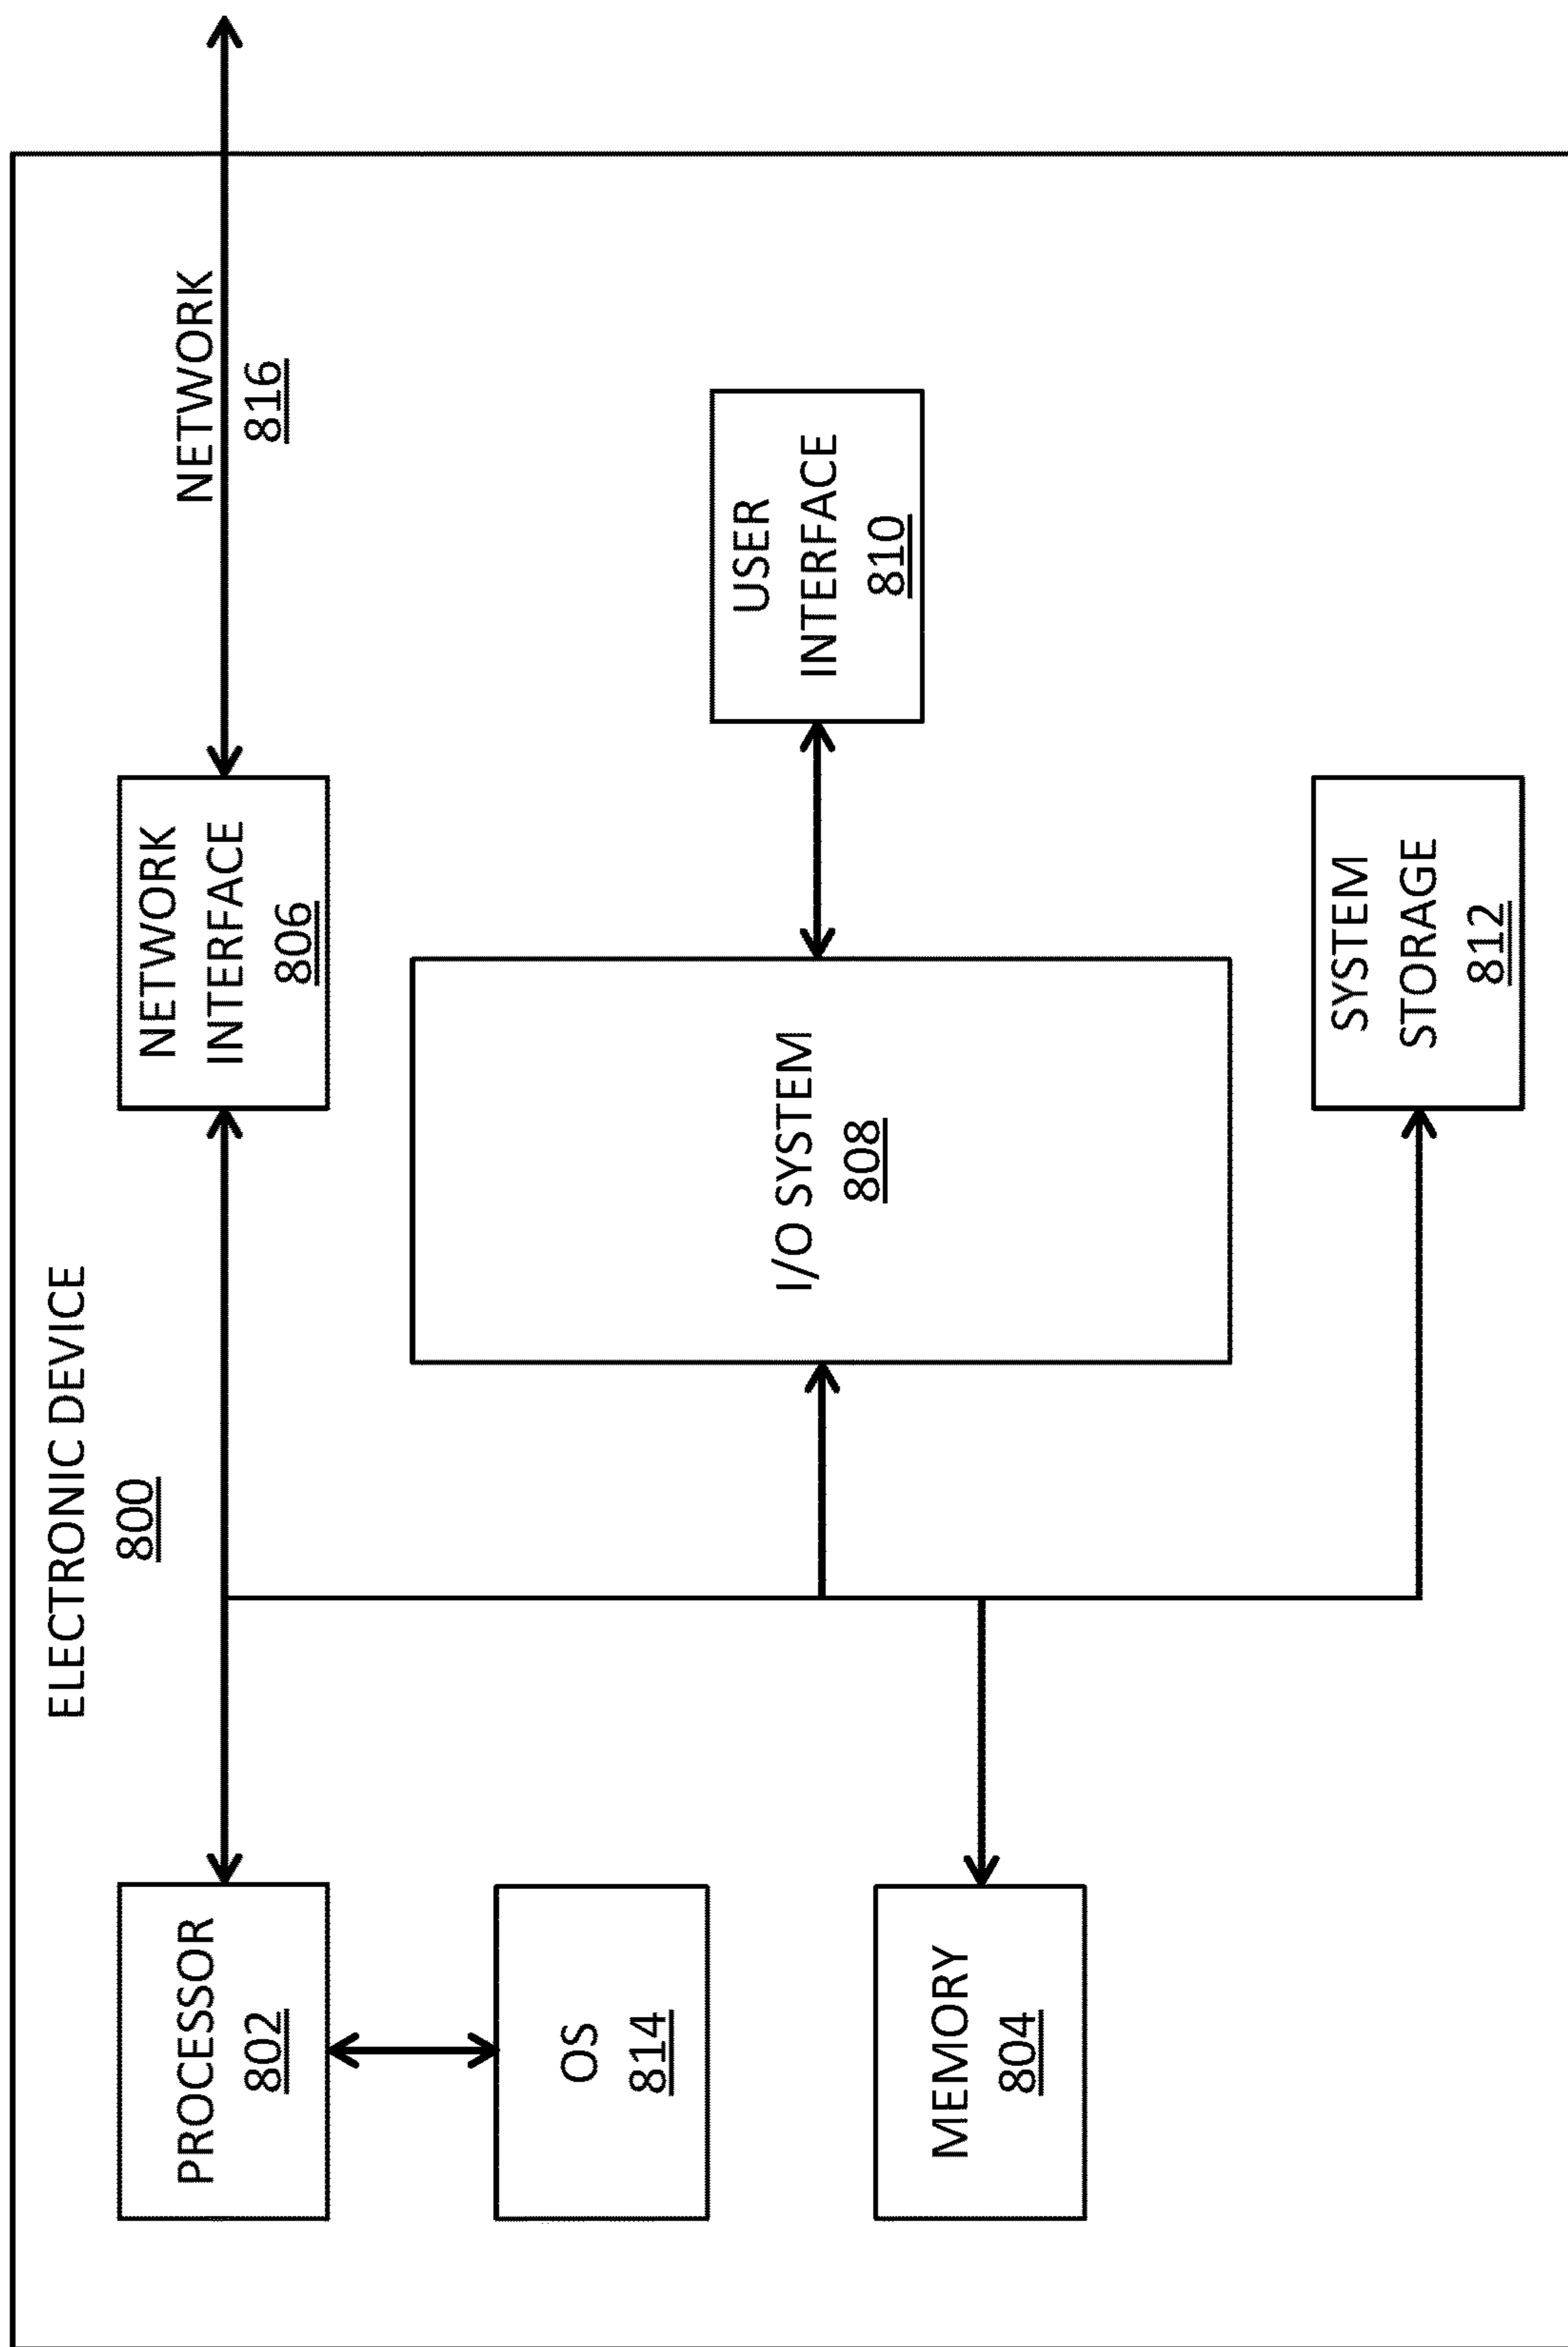 ELECTRONIC DEVICE
800
PROCESSOR
802
NETWORK
INTERFACE
806
NETWORK
816
OS
814
I/O SYSTEM
808
USER
INTERFACE
810
MEMORY
804
SYSTEM
STORAGE
812